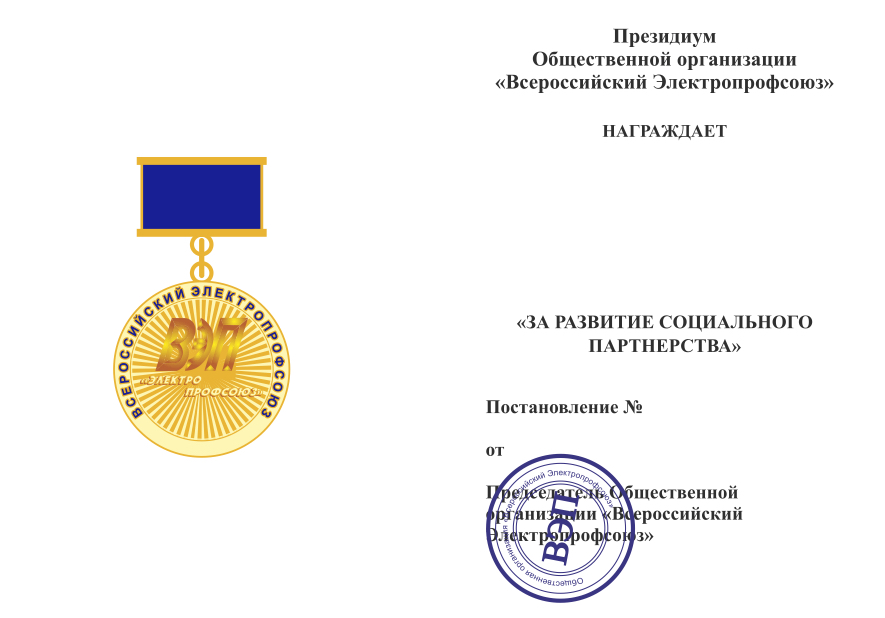 ВСЕРОССИЙСКИЙ ЭЛЕКТРОПРОФСОЮЗ
ВЭП
«ЭЛЕКТРО
ПРОФСОЮЗ»
Президиум
Общественной организации
«Всероссийский Электропрофсоюз»
НАГРАЖДАЕТ
«ЗА РАЗВИТИЕ СОЦИАЛЬНОГО
ПАРТНЕРСТВА»
Постановление №
от
Председатель Общественной
организации «Всероссийский
Электропрофсоюз»
Общественная организация «Всероссийский Электропрофсоюз»
ВЭП